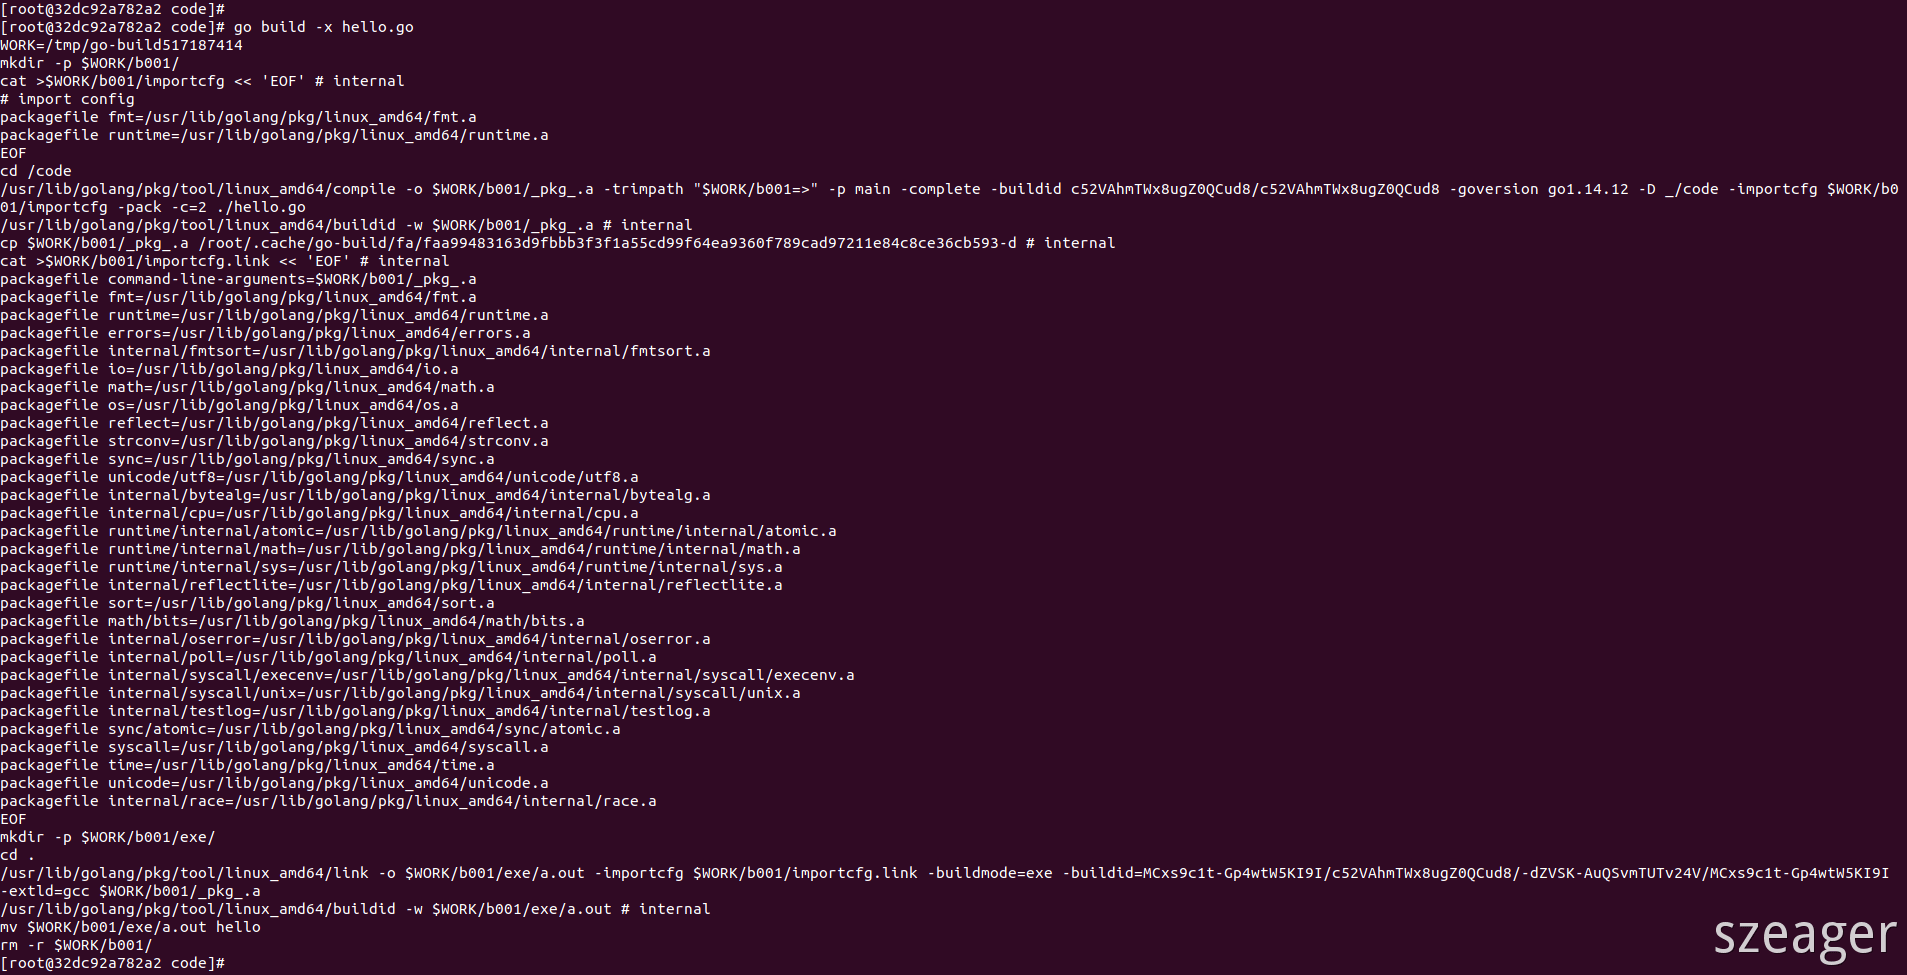 [root@32dc92a782a2 code]#
[root@32dc92a782a2 code]# go build -x hello.go
WORK=/tmp/go-build517187414
mkdir -p $WORK/b001/
cat >$WORK/b001/importcfg << 'EOF' # internal
# import config
packagefile fmt=/usr/lib/golang/pkg/linux_amd64/fmt.a
packagefile runtime=/usr/lib/golang/pkg/linux_amd64/runtime.a
EOF
cd /code
/usr/lib/golang/pkg/tool/linux_amd64/compile -o $WORK/b001/_pkg_.a -trimpath "$WORK/b001=>" -p main -complete -buildid c52VAhmTWx8ugZ0QCud8/c52VAhmTWx8ugZ0QCud8 -goversion go1.14.12 -D _/code -importcfg $WORK/b0
01/importcfg -pack -c=2 ./hello.go
/usr/lib/golang/pkg/tool/linux_amd64/buildid -w $WORK/b001/_pkg_.a # internal
cp $WORK/b001/_pkg_.a /root/.cache/go-build/fa/faa99483163d9fbbb3f3f1a55cd99f64ea9360f789cad97211e84c8ce36cb593-d # internal
cat >$WORK/b001/importcfg.link << 'EOF' # internal
packagefile command-line-arguments=$WORK/b001/_pkg_.a
packagefile fmt=/usr/lib/golang/pkg/linux_amd64/fmt.a
packagefile runtime=/usr/lib/golang/pkg/linux_amd64/runtime.a
packagefile errors=/usr/lib/golang/pkg/linux_amd64/errors.a
packagefile internal/fmtsort=/usr/lib/golang/pkg/linux_amd64/internal/fmtsort.a
packagefile io=/usr/lib/golang/pkg/linux_amd64/io.a
packagefile math=/usr/lib/golang/pkg/linux_amd64/math.a
packagefile os=/usr/lib/golang/pkg/linux_amd64/os.a
packagefile reflect=/usr/lib/golang/pkg/linux_amd64/reflect.a
packagefile strconv=/usr/lib/golang/pkg/linux_amd64/strconv.a
packagefile sync=/usr/lib/golang/pkg/linux_amd64/sync.a
packagefile unicode/utf8=/usr/lib/golang/pkg/linux_amd64/unicode/utf8.a
packagefile internal/bytealg=/usr/lib/golang/pkg/linux_amd64/internal/bytealg.a
packagefile internal/cpu=/usr/lib/golang/pkg/linux_amd64/internal/cpu.a
packagefile runtime/internal/atomic=/usr/lib/golang/pkg/linux_amd64/runtime/internal/atomic.a
packagefile runtime/internal/math=/usr/lib/golang/pkg/linux_amd64/runtime/internal/math.a
packagefile runtime/internal/sys=/usr/lib/golang/pkg/linux_amd64/runtime/internal/sys.a
packagefile internal/reflectlite=/usr/lib/golang/pkg/linux_amd64/internal/reflectlite.a
packagefile sort=/usr/lib/golang/pkg/linux_amd64/sort.a
packagefile math/bits=/usr/lib/golang/pkg/linux_amd64/math/bits.a
packagefile internal/oserror=/usr/lib/golang/pkg/linux_amd64/internal/oserror.a
packagefile internal/poll=/usr/lib/golang/pkg/linux_amd64/internal/poll.a
packagefile internal/syscall/execenv=/usr/lib/golang/pkg/linux_amd64/internal/syscall/execenv.a
packagefile internal/syscall/unix=/usr/lib/golang/pkg/linux_amd64/internal/syscall/unix.a
packagefile internal/testlog=/usr/lib/golang/pkg/linux_amd64/internal/testlog.a
packagefile sync/atomic=/usr/lib/golang/pkg/linux_amd64/sync/atomic.a
packagefile syscall=/usr/lib/golang/pkg/linux_amd64/syscall.a
packagefile time=/usr/lib/golang/pkg/linux_amd64/time.a
packagefile unicode=/usr/lib/golang/pkg/linux_amd64/unicode.a
packagefile internal/race=/usr/lib/golang/pkg/linux_amd64/internal/race.a
EOF
mkdir -p $WORK/b001/exe/
cd .
/usr/lib/golang/pkg/tool/linux_amd64/link -o $WORK/b001/exe/a.out -importcfg $WORK/b001/importcfg.link -buildmode=exe -buildid=MCxs9c1t-Gp4wtW5KI9I/c52VAhmTWx8ugZ0QCud8/-dZVSK-AuQSvmTUTv24V/MCxs9c1t-Gp4wtW5KI9I
-extld=gcc $WORK/b001/_pkg_.a
/usr/lib/golang/pkg/tool/linux_amd64/buildid -w $WORK/b001/exe/a.out # internal
mv $WORK/b001/exe/a.out hello
rm -r $WORK/b001/
[root@32dc92a782a2 code]#
szeager